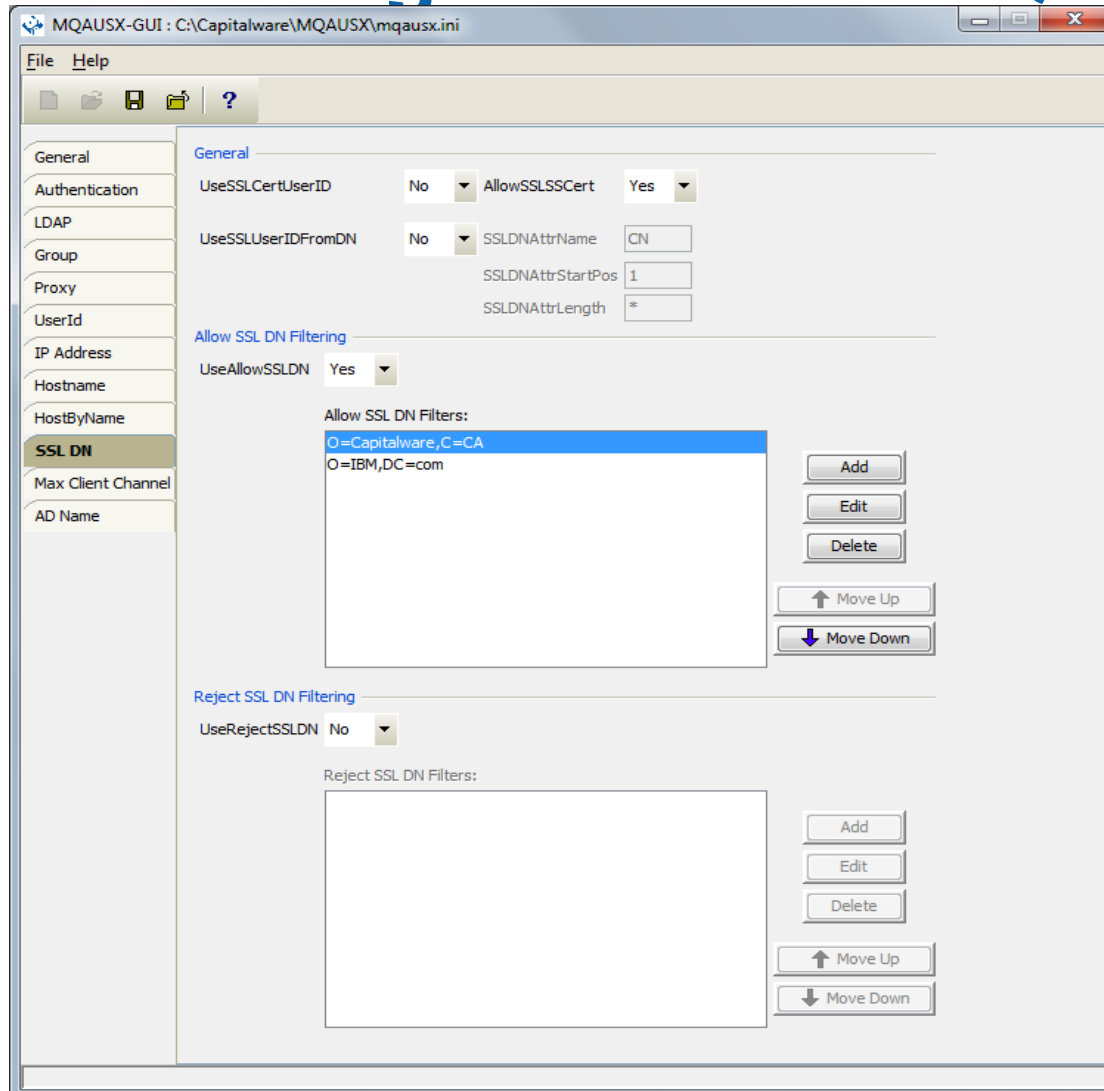 MQAUSX-GUI : C:\Capitalware\MQAUSX\mqausx.ini
File Help
?
General
Authentication
LDAP
Group
Proxy
UserId
IP Address
Hostname
HostByName
SSL DN
Max Client Channel
AD Name
General
UseSSLCertUserID No AllowSSLSSCert Yes
UseSSLUserIDFromDN No SSLDNAttrName CN
SSLDNAttrStartPos 1
SSLDNAttrLength *
Allow SSL DN Filtering
UseAllowSSLDN Yes
Allow SSL DN Filters:
O=Capitalware,C=CA
O=IBM,DC=com
Add
Edit
Delete
Move Up
Move Down
Reject SSL DN Filtering
UseRejectSSLDN No
Reject SSL DN Filters:
Add
Edit
Delete
Move Up
Move Down